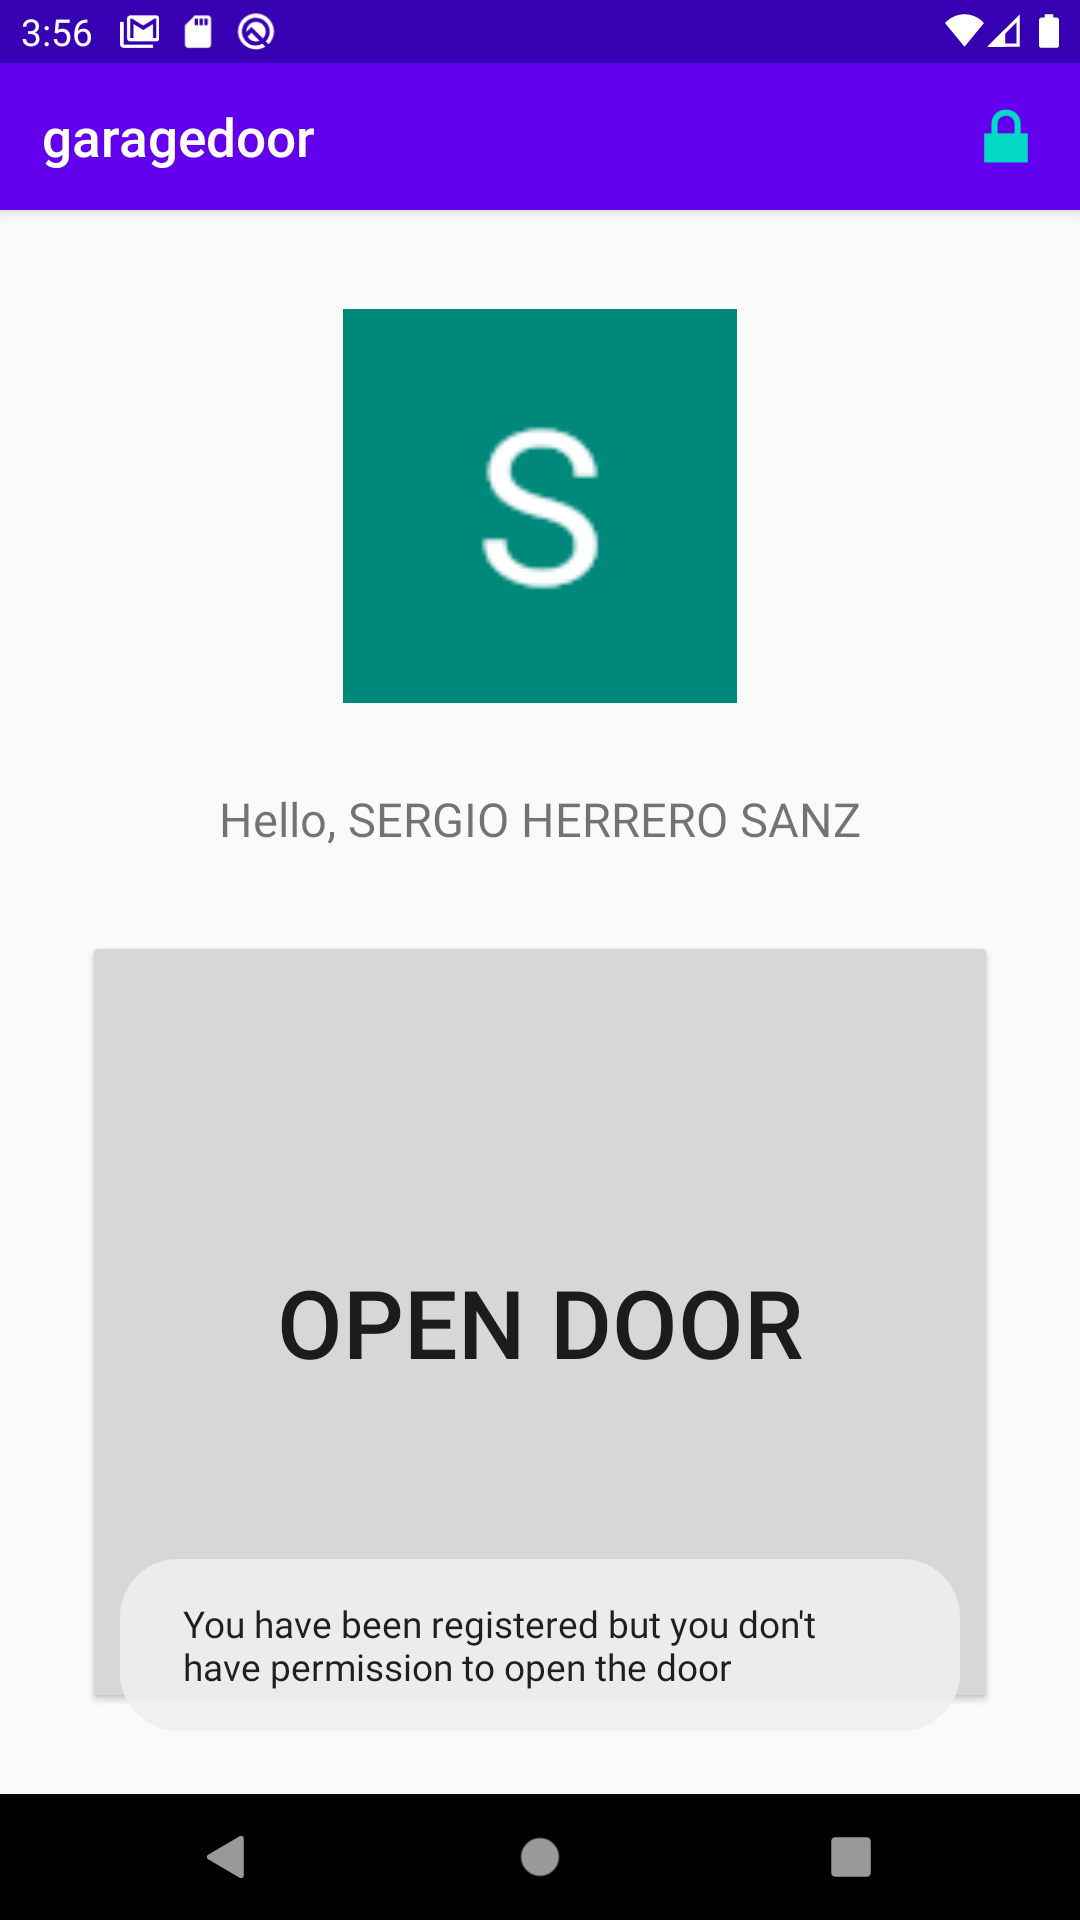 3:56
garagedoor
S
Hello, SERGIO HERRERO SANZ
OPEN DOOR
You have been registered but you don't
have permission to open the door